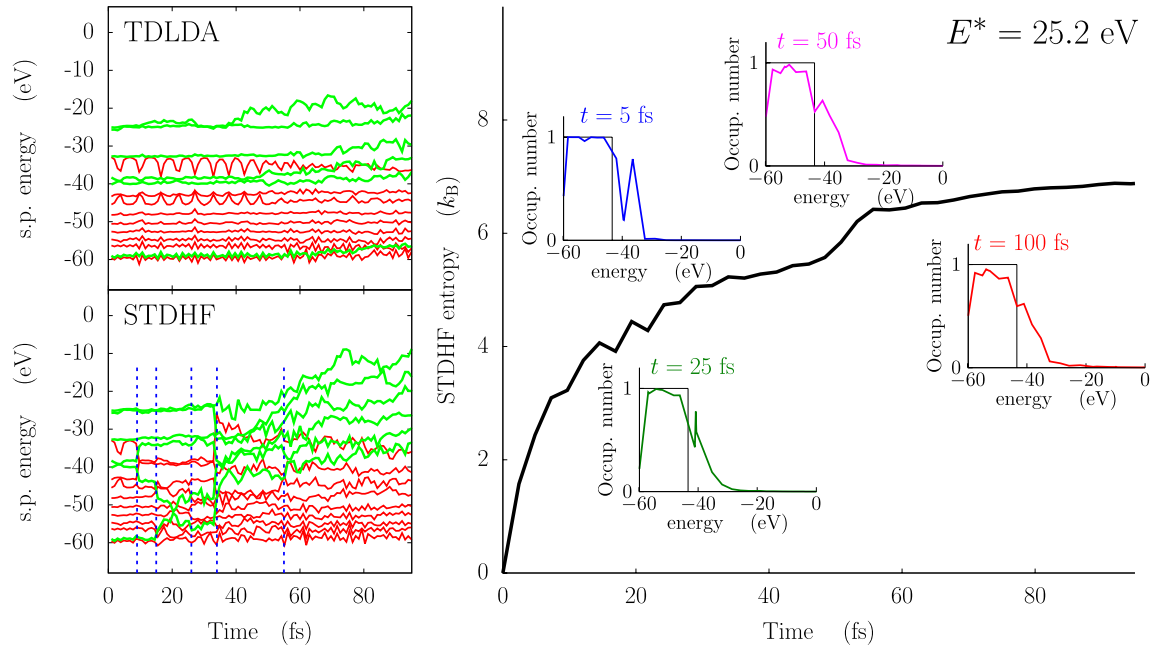 TDLDA
0
-10
-20
-30
-40
-50
-60
s.p. energy (eV)
STDHF
0
-10
-20
-30
-40
-50
-60
s.p. energy (eV)
0 20 40 60 80
Time (fs)
E* = 25.2 eV
STDHF entropy (kB)
8
6
4
2
0
0 20 40 60 80
Time (fs)
t = 5 fs
Occup. number
1
0
−60 −40 −20 0
energy (eV)
t = 50 fs
Occup. number
1
0
−60 −40 −20 0
energy (eV)
t = 25 fs
Occup. number
1
0
−60 −40 −20 0
energy (eV)
t = 100 fs
Occup. number
1
0
−60 −40 −20 0
energy (eV)